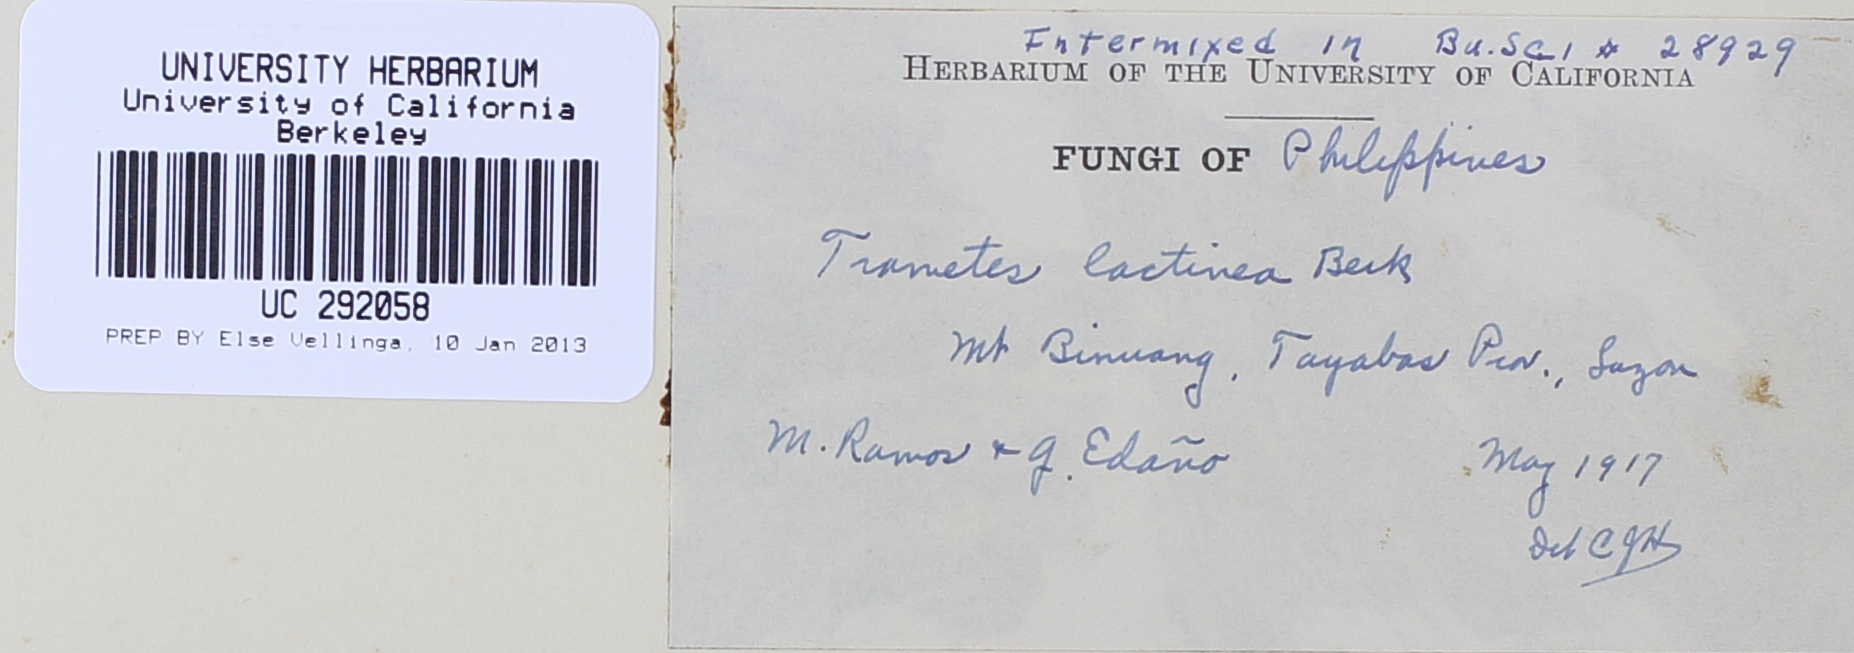 UNIVERSITY HERBARIUM
University of California
Berkeley
UC 292058
PREP BY Else Vellinga, 10 Jan 2013
Intermixed in Bu. Sci # 28929
HERBARIUM OF THE UNIVERSITY OF CALIFORNIA
FUNGI OF Philippines
Trametes lactinea Berk
Mt Binuang, Tayabas Prov., Luzon
M. Ramos + G. Edaño May 1917
Det CJH